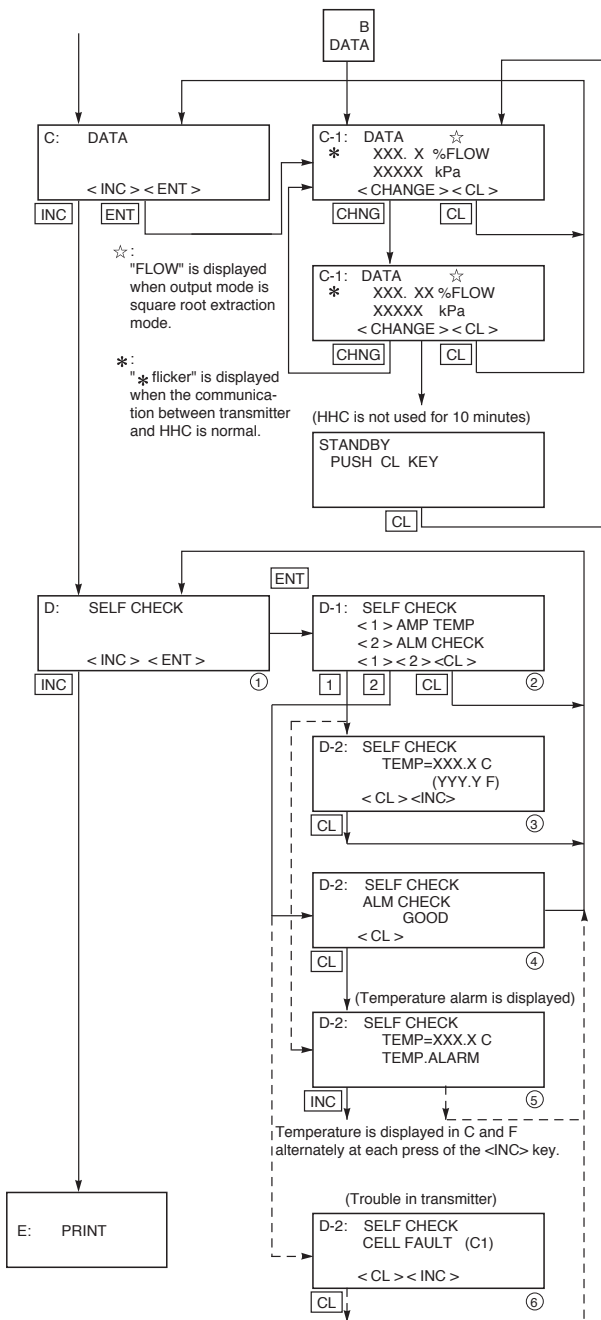 B
DATA
C: DATA
< INC > < ENT >
INC
ENT
C-1: DATA ☆
* XXX. X %FLOW
XXXXX kPa
< CHANGE > < CL >
CHNG
CL
☆ :
"FLOW" is displayed
when output mode is
square root extraction
mode.
C-1: DATA ☆
* XXX. XX %FLOW
XXXXX kPa
< CHANGE > < CL >
CHNG
CL
* :
" * flicker" is displayed
when the communica-
tion between transmitter
and HHC is normal.
(HHC is not used for 10 minutes)
STANDBY
PUSH CL KEY
CL
D: SELF CHECK
< INC > < ENT >
①
INC
ENT
D-1: SELF CHECK
< 1 > AMP TEMP
< 2 > ALM CHECK
< 1 > < 2 > <CL >
②
1
2
CL
D-2: SELF CHECK
TEMP=XXX.X C
(YYY.Y F)
< CL > <INC>
③
CL
D-2: SELF CHECK
ALM CHECK
GOOD
< CL >
④
CL
(Temperature alarm is displayed)
D-2: SELF CHECK
TEMP=XXX.X C
TEMP.ALARM
⑤
INC
Temperature is displayed in C and F
alternately at each press of the <INC> key.
E: PRINT
(Trouble in transmitter)
D-2: SELF CHECK
CELL FAULT (C1)
< CL > < INC >
⑥
CL